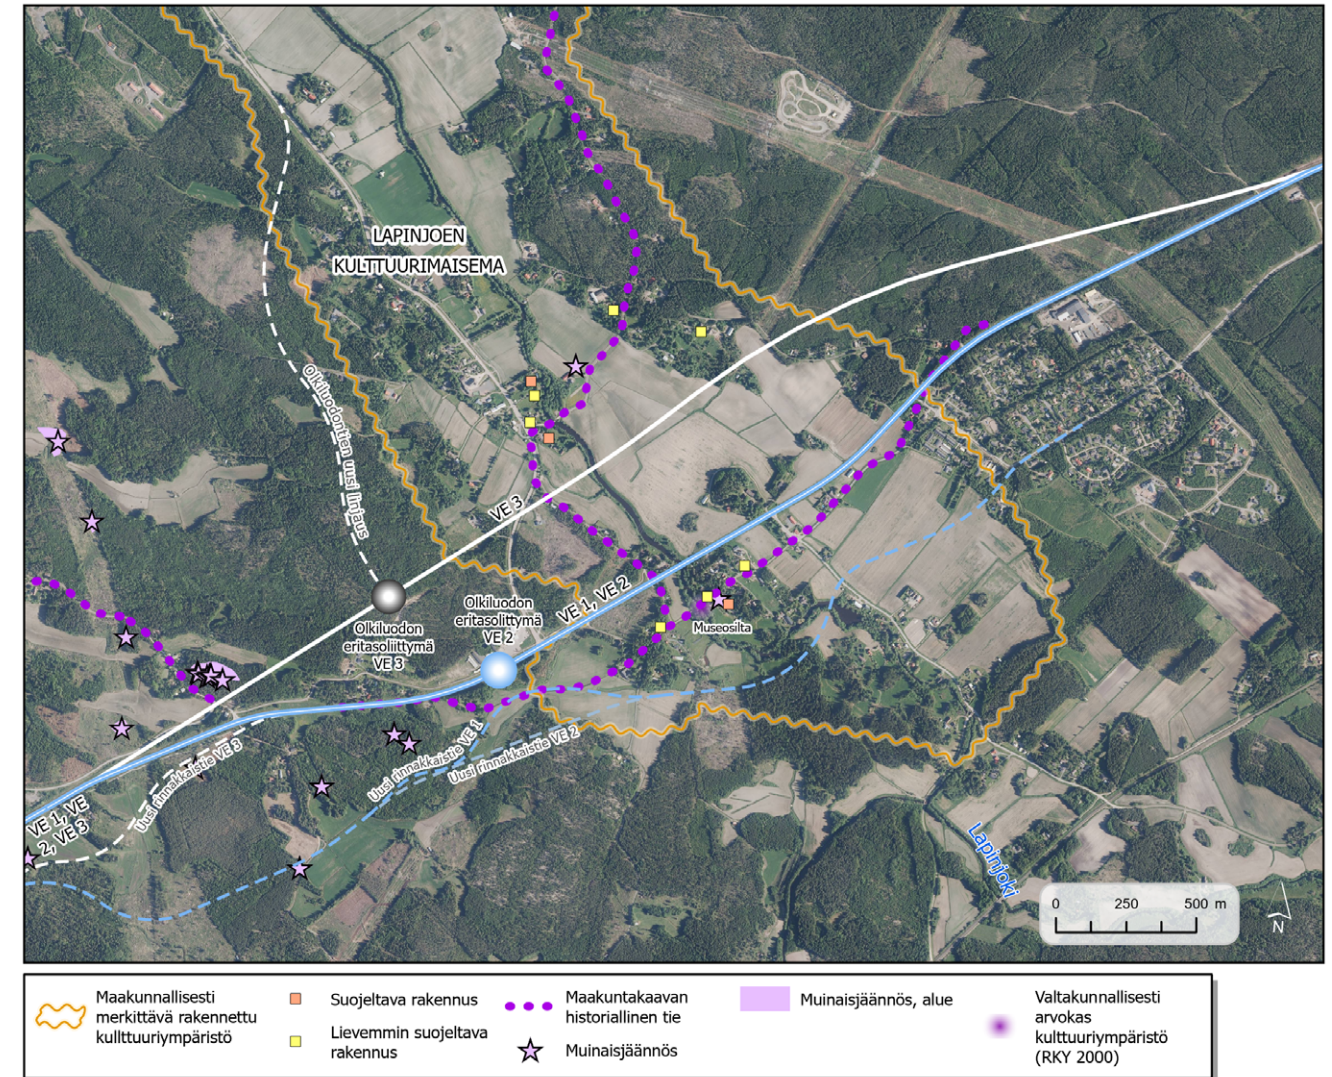 LAPINJOEN
KULTTUURIMAISEMA
Olkiluodontien uusi linjaus
VE 3
Olkiluodon
eritasoliittymä
VE 2
VE 1, VE 2
Olkiluodon
eritasoliittymä
VE 3
Museosilta
Uusi rinnakkaistie VE 1
Uusi rinnakkaistie VE 2
Uusi rinnakkaistie VE 3
VE 1, VE
2, VE 3
Lapinjoki
0 250 500 m
N
Maakunnallisesti
merkittävä rakennettu
kullttuuriympäristö
Suojeltava rakennus
Lievemmin suojeltava
rakennus
Maakuntakaavan
historiallinen tie
Muinaisjäännös
Muinaisjäännös, alue
Valtakunnallisesti
arvokas
kulttuuriympäristö
(RKY 2000)